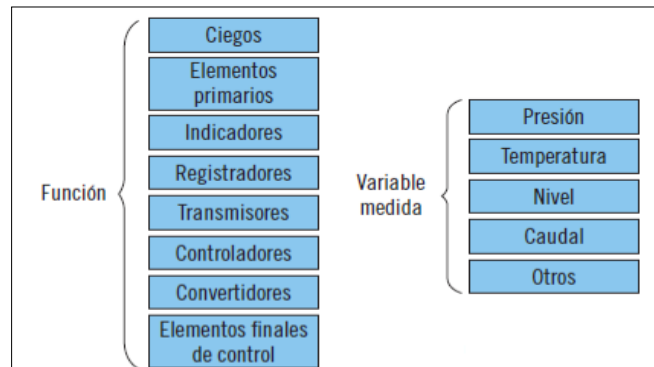 Función
Ciegos
Elementos
primarios
Indicadores
Registradores
Transmisores
Controladores
Convertidores
Elementos finales
de control
Variable
medida
Presión
Temperatura
Nivel
Caudal
Otros